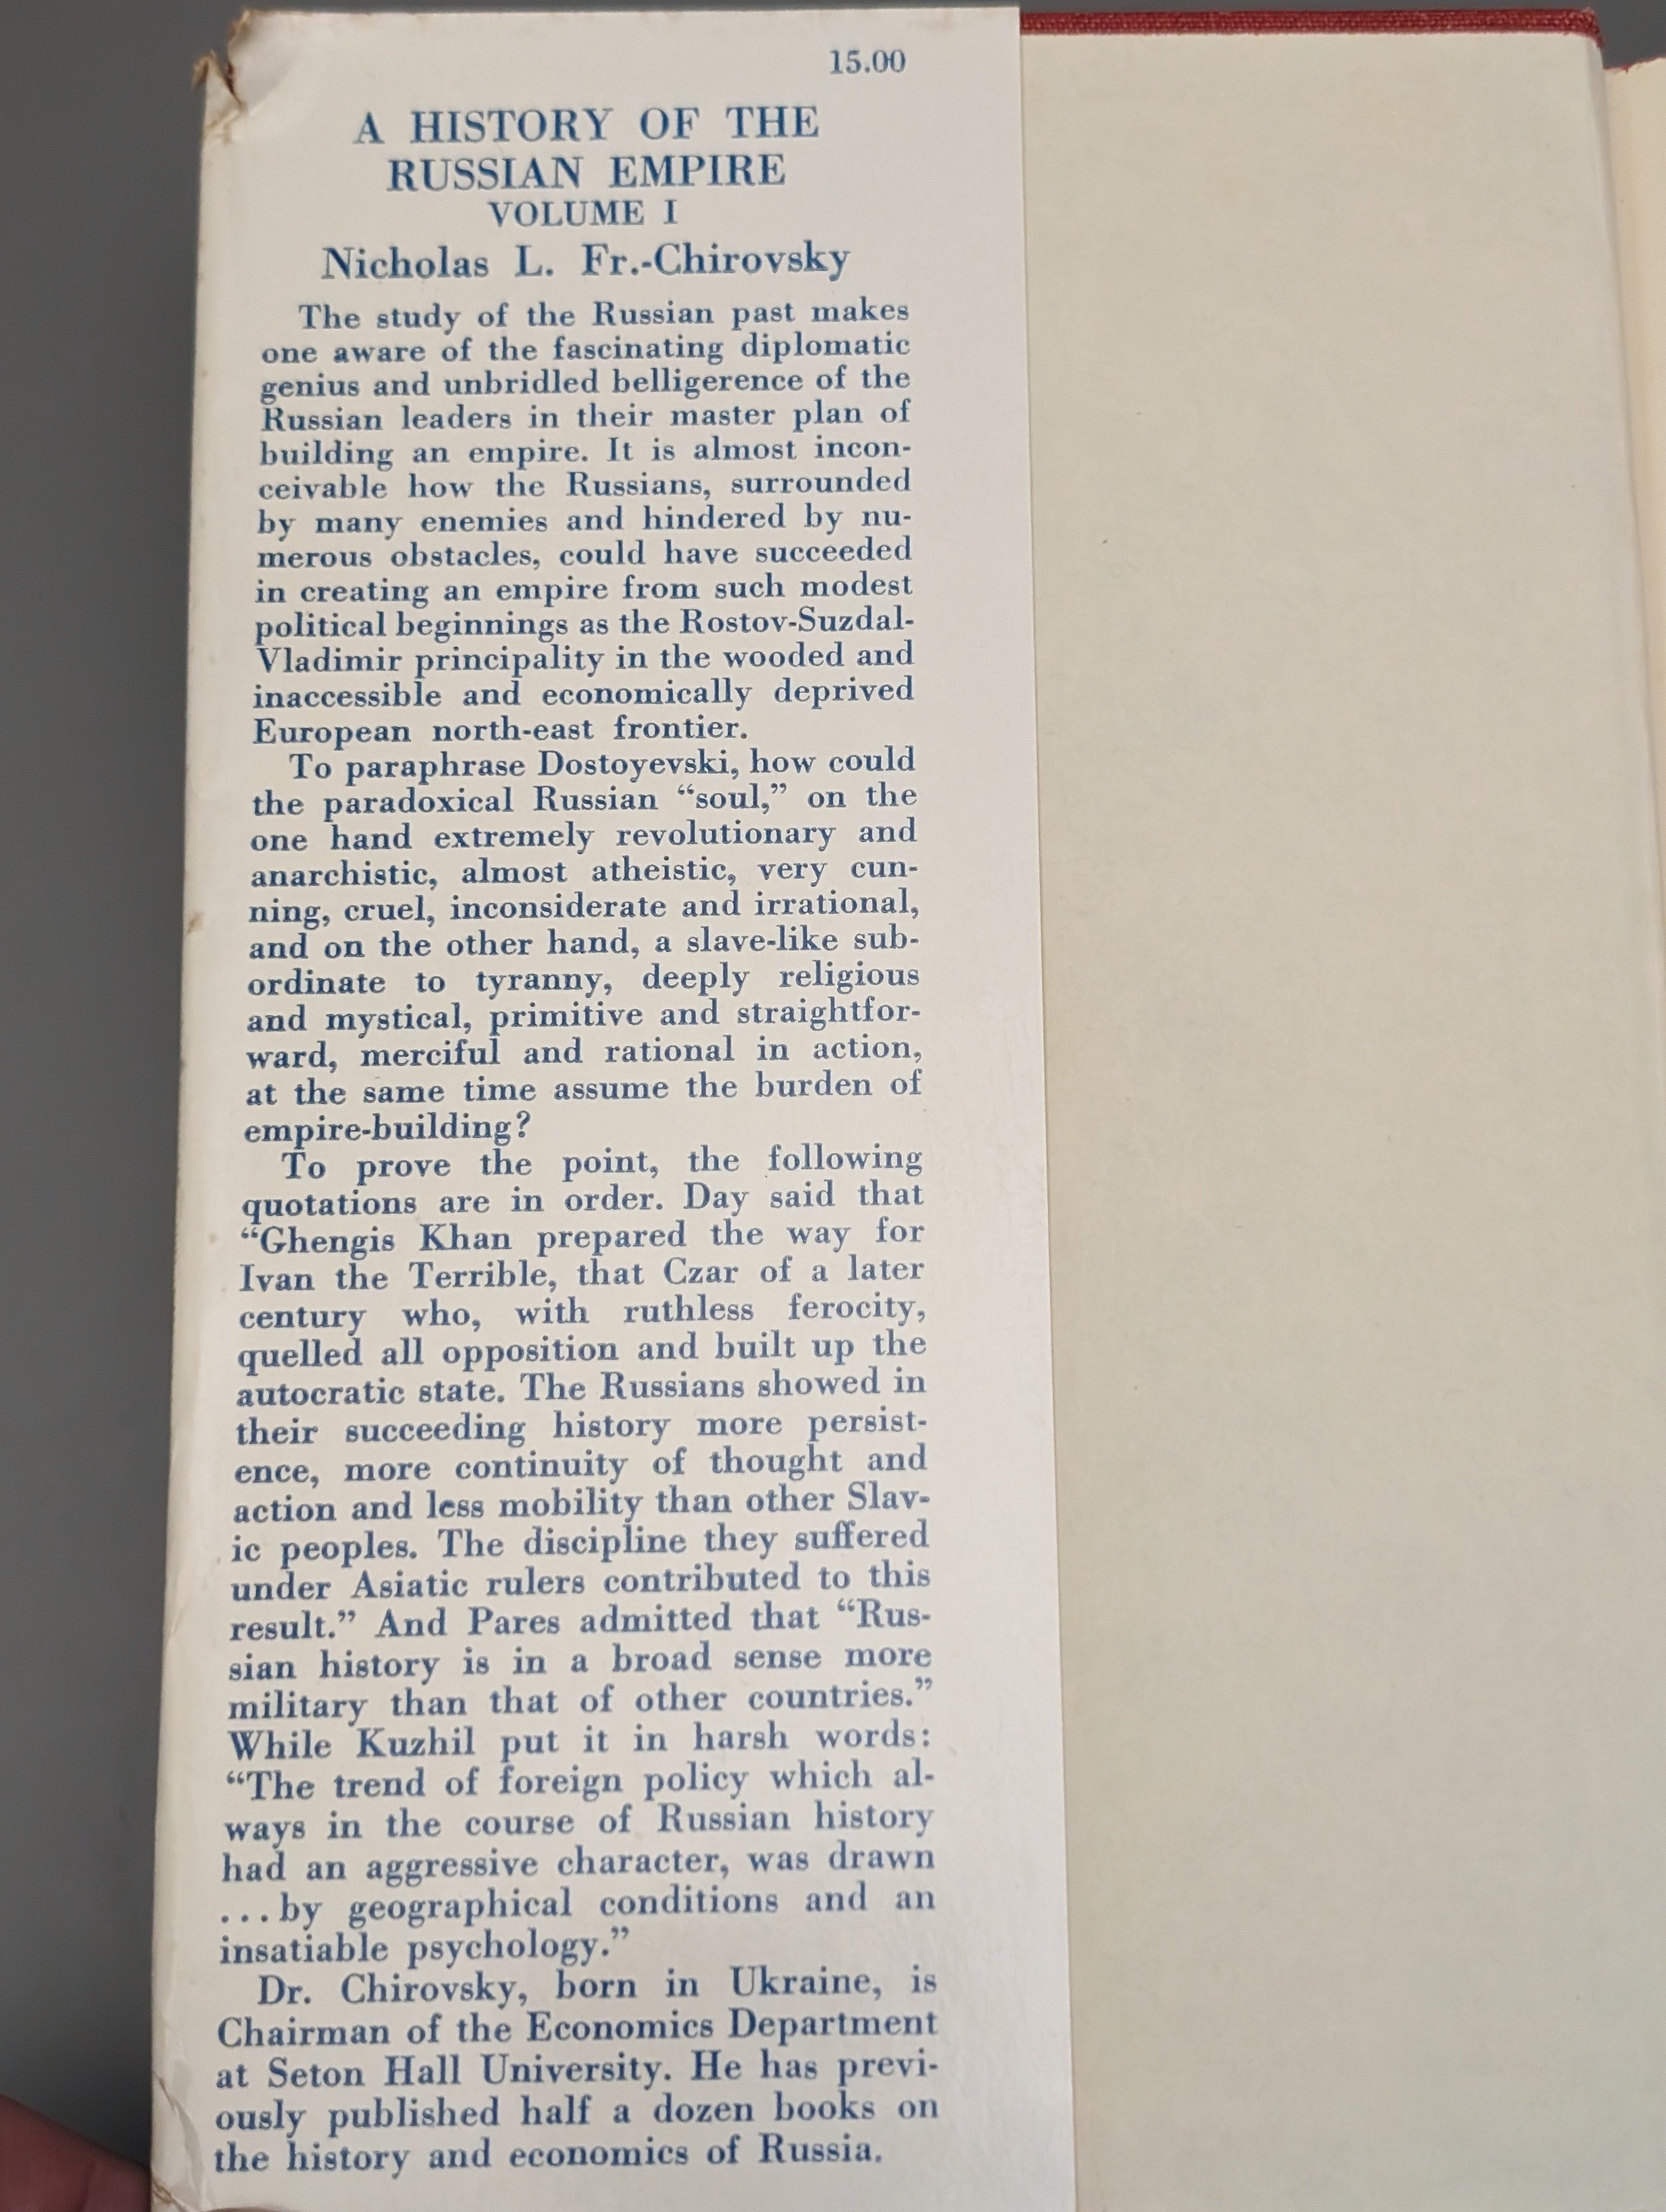 15.00
A HISTORY OF THE
RUSSIAN EMPIRE
VOLUME I
Nicholas L. Fr.-Chirovsky
The study of the Russian past makes
one aware of the fascinating diplomatic
genius and unbridled belligerence of the
Russian leaders in their master plan of
building an empire. It is almost incon-
ceivable how the Russians, surrounded
by many enemies and hindered by nu-
merous obstacles, could have succeeded
in creating an empire from such modest
political beginnings as the Rostov-Suzdal-
Vladimir principality in the wooded and
inaccessible and economically deprived
European north-east frontier.
To paraphrase Dostoyevski, how could
the paradoxical Russian “soul,” on the
one hand extremely revolutionary and
anarchistic, almost atheistic, very cun-
ning, cruel, inconsiderate and irrational,
and on the other hand, a slave-like sub-
ordinate to tyranny, deeply religious
and mystical, primitive and straightfor-
ward, merciful and rational in action,
at the same time assume the burden of
empire-building?
To prove the point, the following
quotations are in order. Day said that
“Ghengis Khan prepared the way for
Ivan the Terrible, that Czar of a later
century who, with ruthless ferocity,
quelled all opposition and built up the
autocratic state. The Russians showed in
their succeeding history more persist-
ence, more continuity of thought and
action and less mobility than other Slav-
ic peoples. The discipline they suffered
under Asiatic rulers contributed to this
result.” And Pares admitted that “Rus-
sian history is in a broad sense more
military than that of other countries.”
While Kuzhil put it in harsh words:
“The trend of foreign policy which al-
ways in the course of Russian history
had an aggressive character, was drawn
...by geographical conditions and an
insatiable psychology.”
Dr. Chirovsky, born in Ukraine, is
Chairman of the Economics Department
at Seton Hall University. He has previ-
ously published half a dozen books on
the history and economics of Russia.